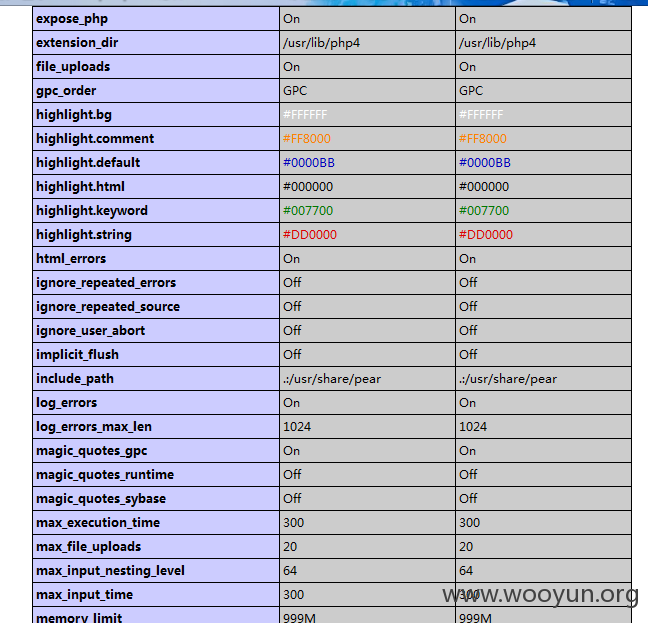 expose_php On On
extension_dir /usr/lib/php4 /usr/lib/php4
file_uploads On On
gpc_order GPC GPC
highlight.bg #FFFFFF #FFFFFF
highlight.comment #FF8000 #FF8000
highlight.default #0000BB #0000BB
highlight.html #000000 #000000
highlight.keyword #007700 #007700
highlight.string #DD0000 #DD0000
html_errors On On
ignore_repeated_errors Off Off
ignore_repeated_source Off Off
ignore_user_abort Off Off
implicit_flush Off Off
include_path .:/usr/share/pear .:/usr/share/pear
log_errors On On
log_errors_max_len 1024 1024
magic_quotes_gpc On On
magic_quotes_runtime Off Off
magic_quotes_sybase Off Off
max_execution_time 300 300
max_file_uploads 20 20
max_input_nesting_level 64 64
max_input_time 300 300
www.wooyun.org
memory_limit 999M 999M